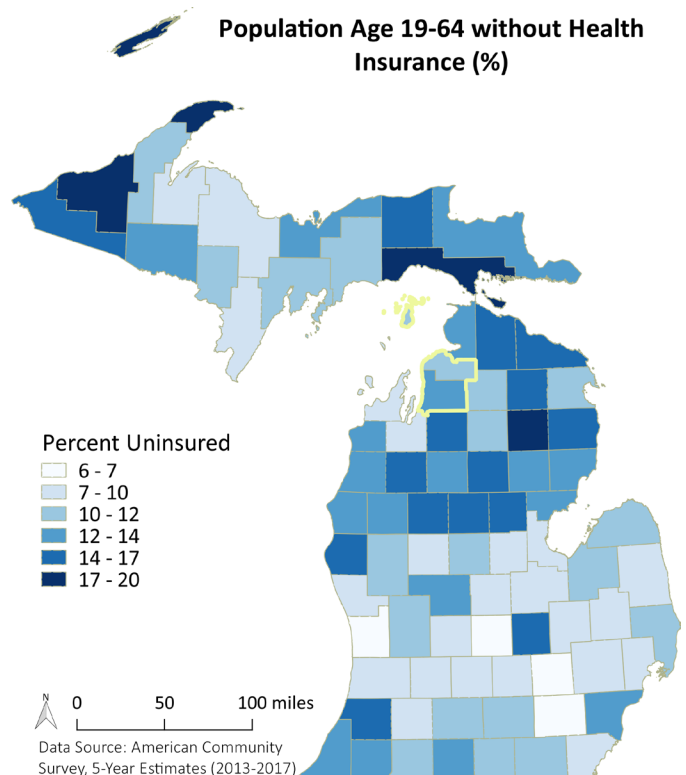 Population Age 19-64 without Health
Insurance (%)
Percent Uninsured
6 - 7
7 - 10
10 - 12
12 - 14
14 - 17
17 - 20
N
0 50 100 miles
Data Source: American Community
Survey, 5-Year Estimates (2013-2017)